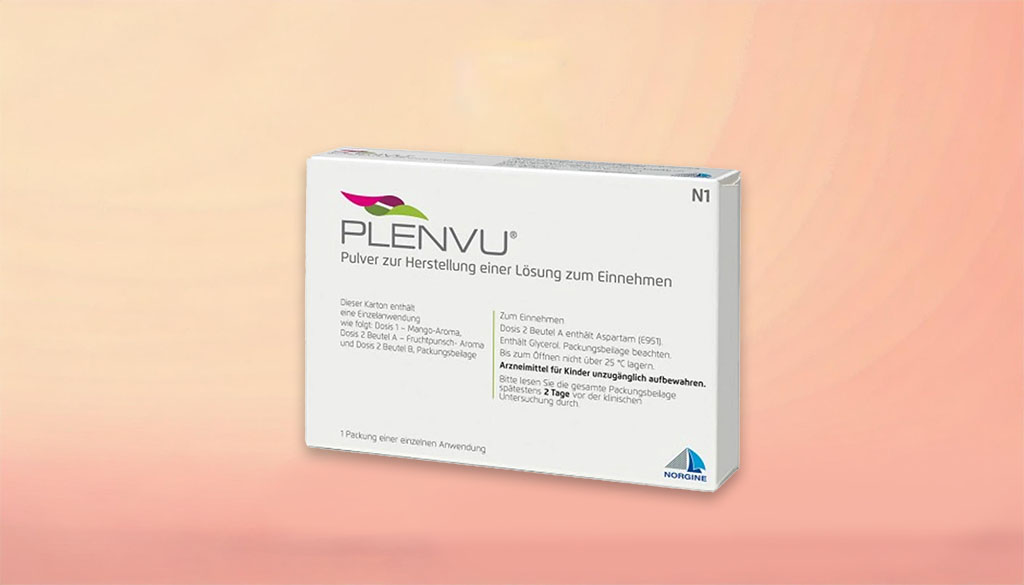 N1
PLENVU®
Pulver zur Herstellung einer Lösung zum Einnehmen
Dieser Karton enthält
eine Einzelanwendung
wie folgt: Dosis 1 – Mango-Aroma,
Dosis 2 Beutel A – Fruchtpunsch- Aroma
und Dosis 2 Beutel B, Packungsbeilage
Zum Einnehmen
Dosis 2 Beutel A enthält Aspartam (E951).
Enthält Glycerol. Packungsbeilage beachten.
Bis zum Öffnen nicht über 25 °C lagern.
Arzneimittel für Kinder unzugänglich aufbewahren.
Bitte lesen Sie die gesamte Packungsbeilage
spätestens 2 Tage vor der klinischen
Untersuchung durch.
1 Packung einer einzelnen Anwendung
NORGINE